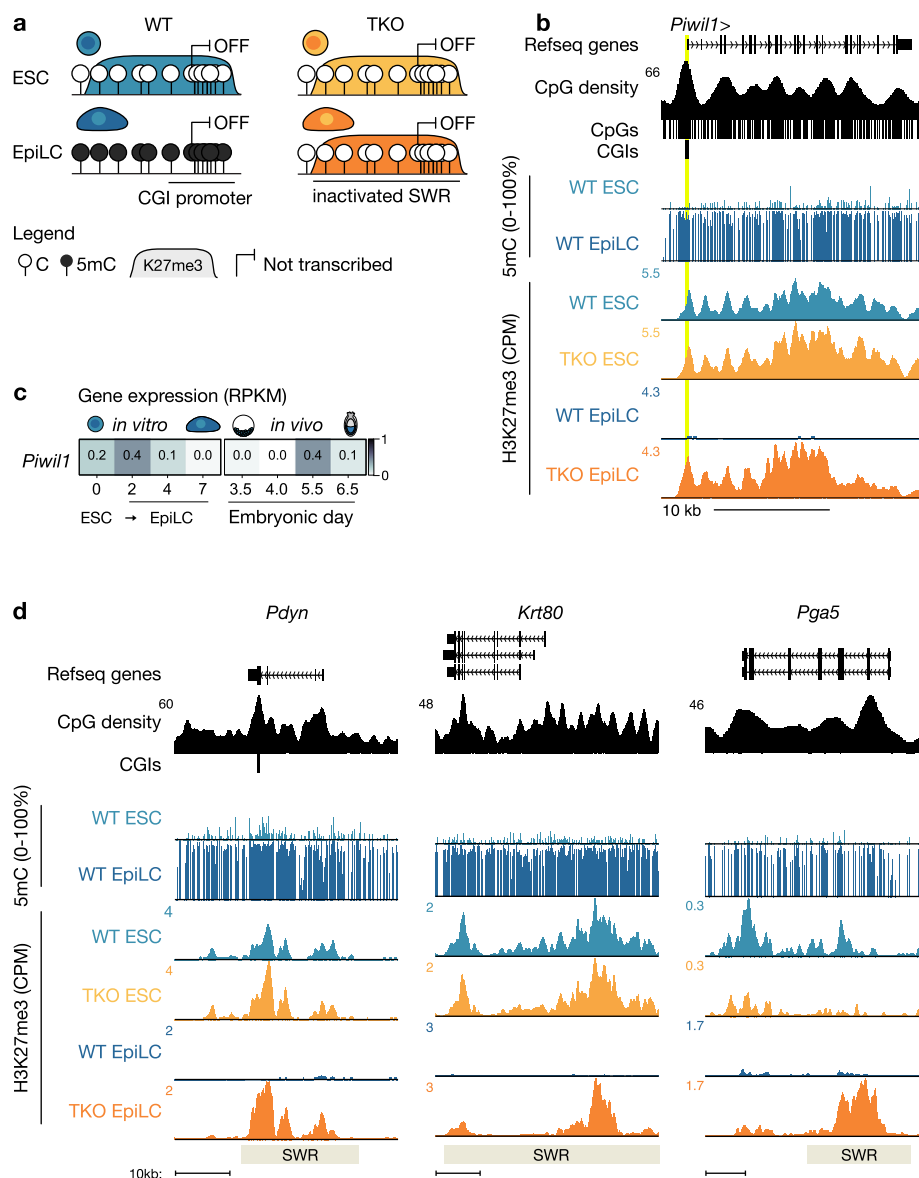 a
WT
TKO
ESC
OFF
OFF
EpiLC
OFF
OFF
CGI promoter
inactivated SWR
Legend
C
5mC
K27me3
Not transcribed
b
Piwil1>
Refseq genes
66
CpG density
CpGs
CGIs
5mC (0-100%)
WT ESC
WT EpiLC
H3K27me3 (CPM)
5.5
WT ESC
5.5
TKO ESC
4.3
WT EpiLC
4.3
TKO EpiLC
10 kb
c
Gene expression (RPKM)
in vitro
in vivo
Piwil1
0.2 0.4 0.1 0.0 0.0 0.0 0.4 0.1
1
0
0 2 4 7 3.5 4.0 5.5 6.5
ESC → EpiLC
Embryonic day
d
Pdyn Krt80 Pga5
Refseq genes
60 48 46
CpG density
CGIs
5mC (0-100%)
WT ESC
WT EpiLC
H3K27me3 (CPM)
4 2 0.3
WT ESC
4 2 0.3
TKO ESC
2 3 1.7
WT EpiLC
2 3 1.7
TKO EpiLC
SWR SWR SWR
10kb: